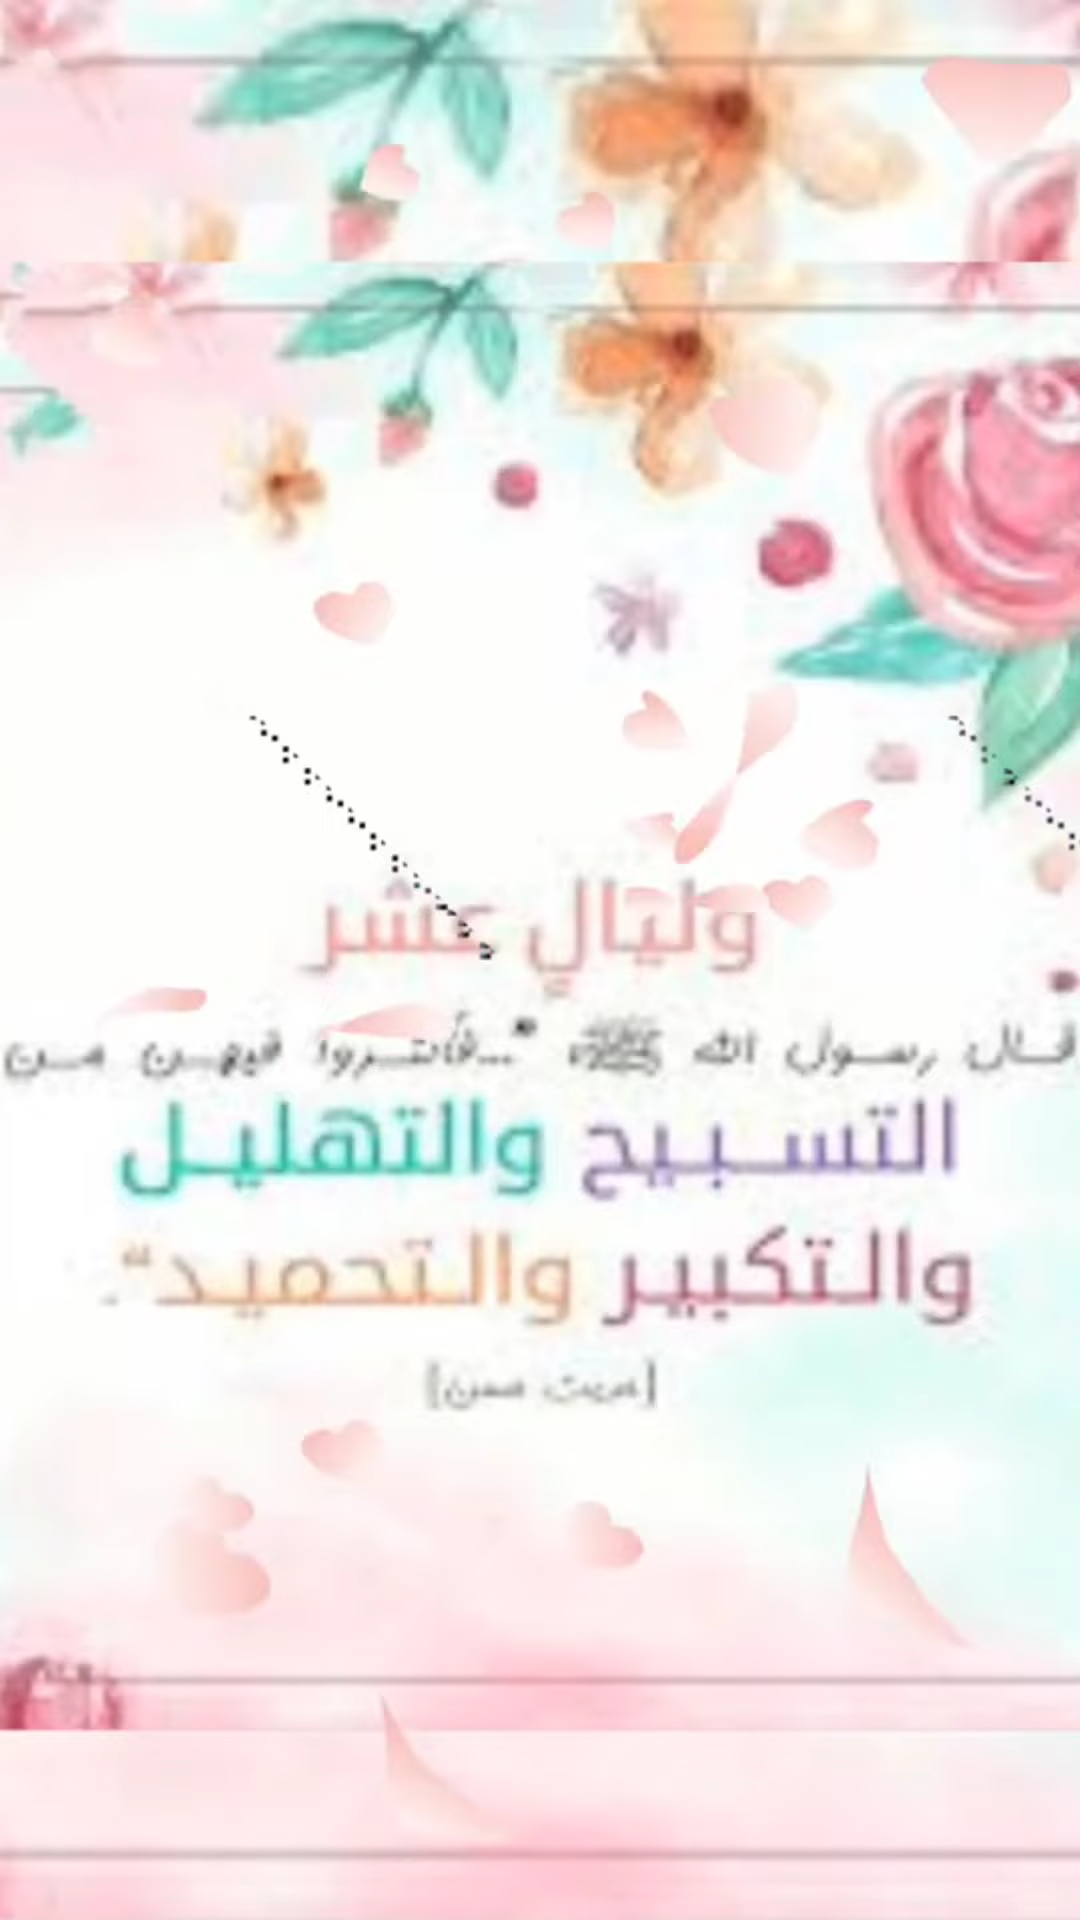 وليالٍ عشر
قال رسول الله ﷺ "...فأكثروا فيهن من
التسبيح والتهليل
والتكبير والتحميد"
[حديث حسن]